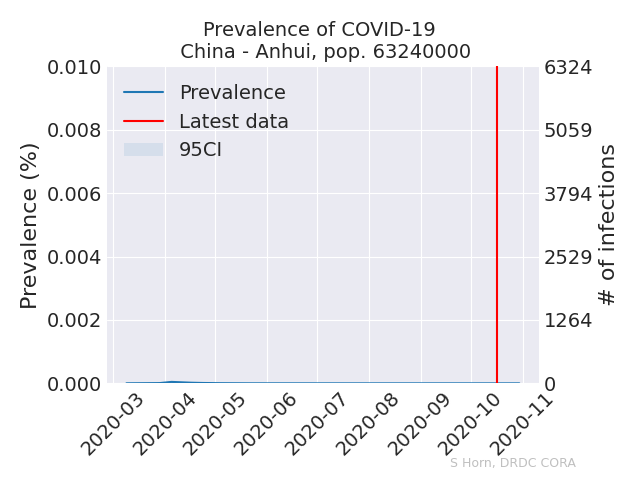 Prevalence of COVID-19
China - Anhui, pop. 63240000
Prevalence
Latest data
95CI
Prevalence (%)
0.010
0.008
0.006
0.004
0.002
0.000
6324
5059
3794
2529
1264
0
# of infections
2020-03
2020-04
2020-05
2020-06
2020-07
2020-08
2020-09
2020-10
2020-11
S Horn, DRDC CORA